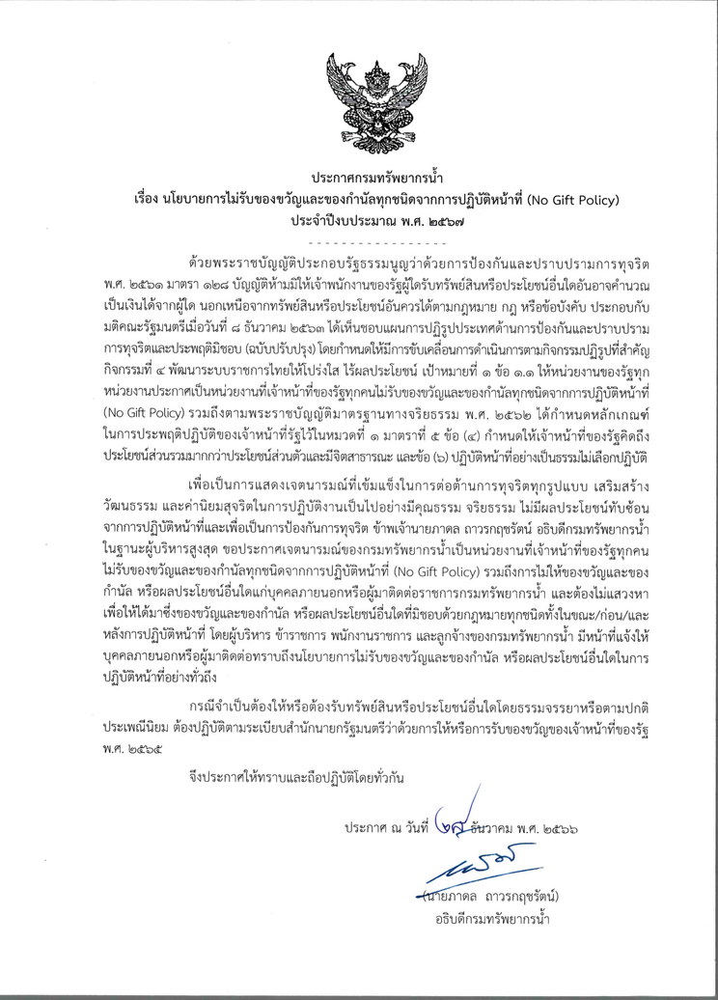 ประกาศกรมทรัพยากรน้ำ
เรื่อง นโยบายการไม่รับของขวัญและของกำนัลทุกชนิดจากการปฏิบัติหน้าที่ (No Gift Policy)
ประจำปีงบประมาณ พ.ศ. ๒๕๖๗
- - - - - - - - - - - - - - - - -
ด้วยพระราชบัญญัติประกอบรัฐธรรมนูญว่าด้วยการป้องกันและปราบปรามการทุจริต
พ.ศ. ๒๕๖๑ มาตรา ๑๒๘ บัญญัติห้ามมิให้เจ้าพนักงานของรัฐผู้ใดรับทรัพย์สินหรือประโยชน์อื่นใดอันอาจคำนวณ
เป็นเงินได้จากผู้ใด นอกเหนือจากทรัพย์สินหรือประโยชน์อันควรได้ตามกฎหมาย กฎ หรือข้อบังคับ ประกอบกับ
มติคณะรัฐมนตรีเมื่อวันที่ ๘ ธันวาคม ๒๕๖๓ ได้เห็นชอบแผนการปฏิรูปประเทศด้านการป้องกันและปราบปราม
การทุจริตและประพฤติมิชอบ (ฉบับปรับปรุง) โดยกำหนดให้มีการขับเคลื่อนการดำเนินการตามกิจกรรมปฏิรูปที่สำคัญ
กิจกรรมที่ ๔ พัฒนาระบบราชการไทยให้โปร่งใส ไร้ผลประโยชน์ เป้าหมายที่ ๑ ข้อ ๑.๑ ให้หน่วยงานของรัฐทุก
หน่วยงานประกาศเป็นหน่วยงานที่เจ้าหน้าที่ของรัฐทุกคนไม่รับของขวัญและของกำนัลทุกชนิดจากการปฏิบัติหน้าที่
(No Gift Policy) รวมถึงตามพระราชบัญญัติมาตรฐานทางจริยธรรม พ.ศ. ๒๕๖๒ ได้กำหนดหลักเกณฑ์
ในการประพฤติปฏิบัติของเจ้าหน้าที่รัฐไว้ในหมวดที่ ๑ มาตราที่ ๕ ข้อ (๔) กำหนดให้เจ้าหน้าที่ของรัฐคิดถึง
ประโยชน์ส่วนรวมมากกว่าประโยชน์ส่วนตัวและมีจิตสาธารณะ และข้อ (๖) ปฏิบัติหน้าที่อย่างเป็นธรรมไม่เลือกปฏิบัติ
เพื่อเป็นการแสดงเจตนารมณ์ที่เข้มแข็งในการต่อต้านการทุจริตทุกรูปแบบ เสริมสร้าง
วัฒนธรรม และค่านิยมสุจริตในการปฏิบัติงานเป็นไปอย่างมีคุณธรรม จริยธรรม ไม่มีผลประโยชน์ทับซ้อน
จากการปฏิบัติหน้าที่และเพื่อเป็นการป้องกันการทุจริต ข้าพเจ้านายภาดล ถาวรกฤชรัตน์ อธิบดีกรมทรัพยากรน้ำ
ในฐานะผู้บริหารสูงสุด ขอประกาศเจตนารมณ์ของกรมทรัพยากรน้ำเป็นหน่วยงานที่เจ้าหน้าที่ของรัฐทุกคน
ไม่รับของขวัญและของกำนัลทุกชนิดจากการปฏิบัติหน้าที่ (No Gift Policy) รวมถึงการไม่ให้ของขวัญและของ
กำนัล หรือผลประโยชน์อื่นใดแก่บุคคลภายนอกหรือผู้มาติดต่อราชการกรมทรัพยากรน้ำ และต้องไม่แสวงหา
เพื่อให้ได้มาซึ่งของขวัญและของกำนัล หรือผลประโยชน์อื่นใดที่มิชอบด้วยกฎหมายทุกชนิดทั้งในขณะ/ก่อน/และ
หลังการปฏิบัติหน้าที่ โดยผู้บริหาร ข้าราชการ พนักงานราชการ และลูกจ้างของกรมทรัพยากรน้ำ มีหน้าที่แจ้งให้
บุคคลภายนอกหรือผู้มาติดต่อทราบถึงนโยบายการไม่รับของขวัญและของกำนัล หรือผลประโยชน์อื่นใดในการ
ปฏิบัติหน้าที่อย่างทั่วถึง
กรณีจำเป็นต้องให้หรือต้องรับทรัพย์สินหรือประโยชน์อื่นใดโดยธรรมจรรยาหรือตามปกติ
ประเพณีนิยม ต้องปฏิบัติตามระเบียบสำนักนายกรัฐมนตรีว่าด้วยการให้หรือการรับของขวัญของเจ้าหน้าที่ของรัฐ
พ.ศ. ๒๕๖๕
จึงประกาศให้ทราบและถือปฏิบัติโดยทั่วกัน
ประกาศ ณ วันที่ ธันวาคม พ.ศ. ๒๕๖๖
(นายภาดล ถาวรกฤชรัตน์)
อธิบดีกรมทรัพยากรน้ำ